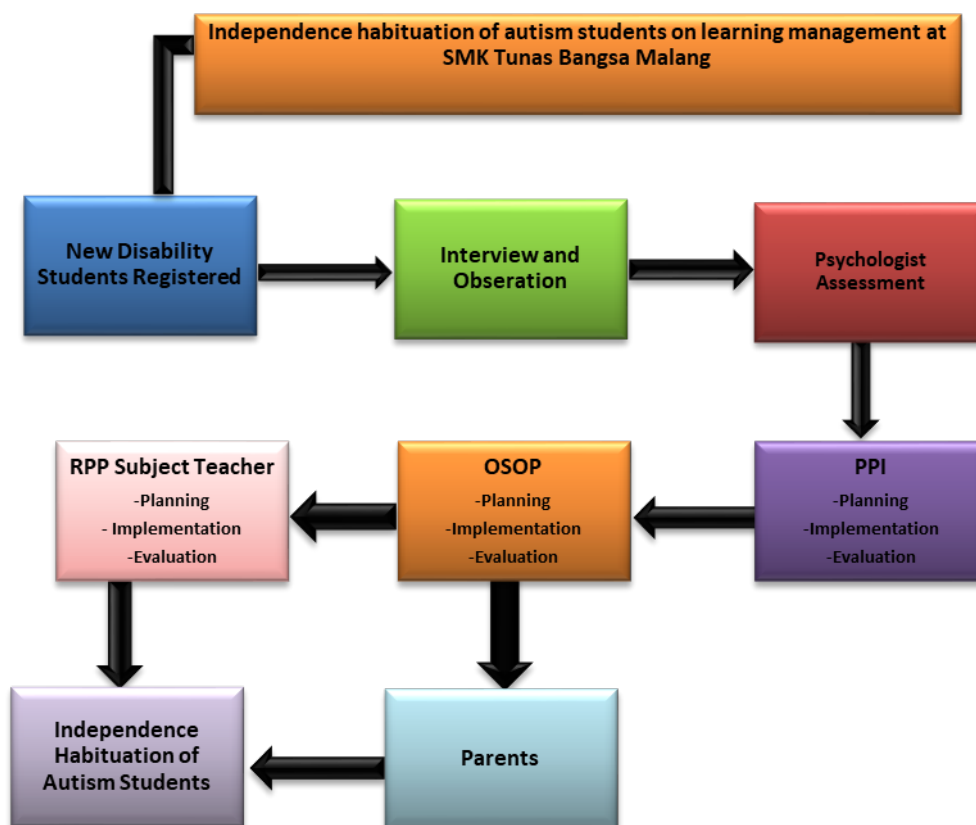 Independence habituation of autism students on learning management at
SMK Tunas Bangsa Malang
New Disability
Students Registered
Interview and
Obseration
Psychologist
Assessment
RPP Subject Teacher
-Planning
- Implementation
-Evaluation
OSOP
-Planning
-Implementation
-Evaluation
PPI
-Planning
-Implementation
-Evaluation
Independence
Habituation of
Autism Students
Parents